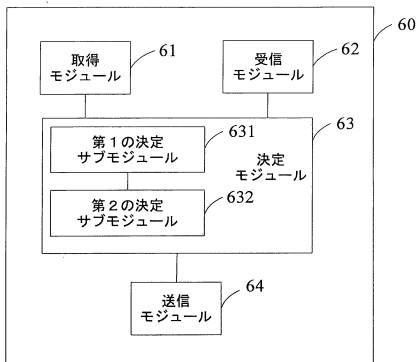 60
取得
モジュール
61
受信
モジュール
62
63
第1の決定
サブモジュール
631
決定
モジュール
第2の決定
サブモジュール
632
送信
モジュール
64